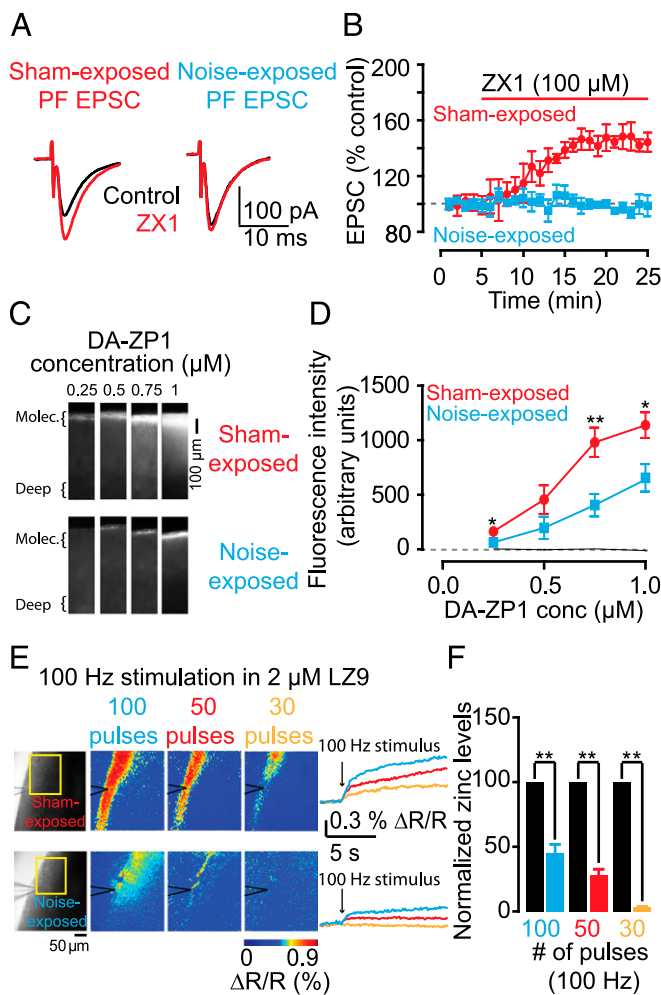 A
Sham-exposed
PF EPSC
Noise-exposed
PF EPSC
Control
ZX1
100 pA
10 ms
B
EPSC (% control)
200
160
120
80
ZX1 (100 µM)
Sham-exposed
Noise-exposed
0 5 10 15 20 25
Time (min)
C
DA-ZP1
concentration (µM)
0.25 0.5 0.75 1
Molec.{
Deep {
100 µm
Sham-
exposed
Molec.{
Deep {
Noise-
exposed
D
Fluorescence intensity
(arbitrary units)
1500
1000
500
0
Sham-exposed
Noise-exposed
*
**
*
0.0 0.5 1.0
DA-ZP1 conc (µM)
E
100 Hz stimulation in 2 µM LZ9
100
pulses
50
pulses
30
pulses
Sham-
exposed
100 Hz stimulus
0.3 % ΔR/R
5 s
Noise-
exposed
100 Hz stimulus
50 µm
0 0.9
ΔR/R (%)
F
Normalized zinc levels
150
100
50
0
** ** **
100 50 30
# of pulses
(100 Hz)